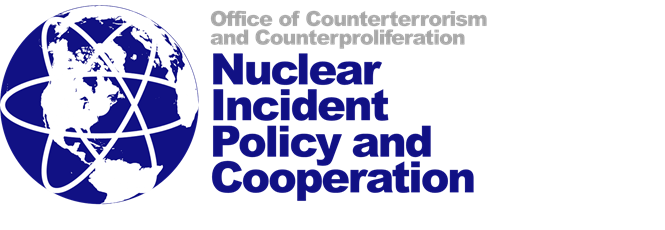 Office of Counterterrorism
and Counterproliferation
Nuclear
Incident
Policy and
Cooperation